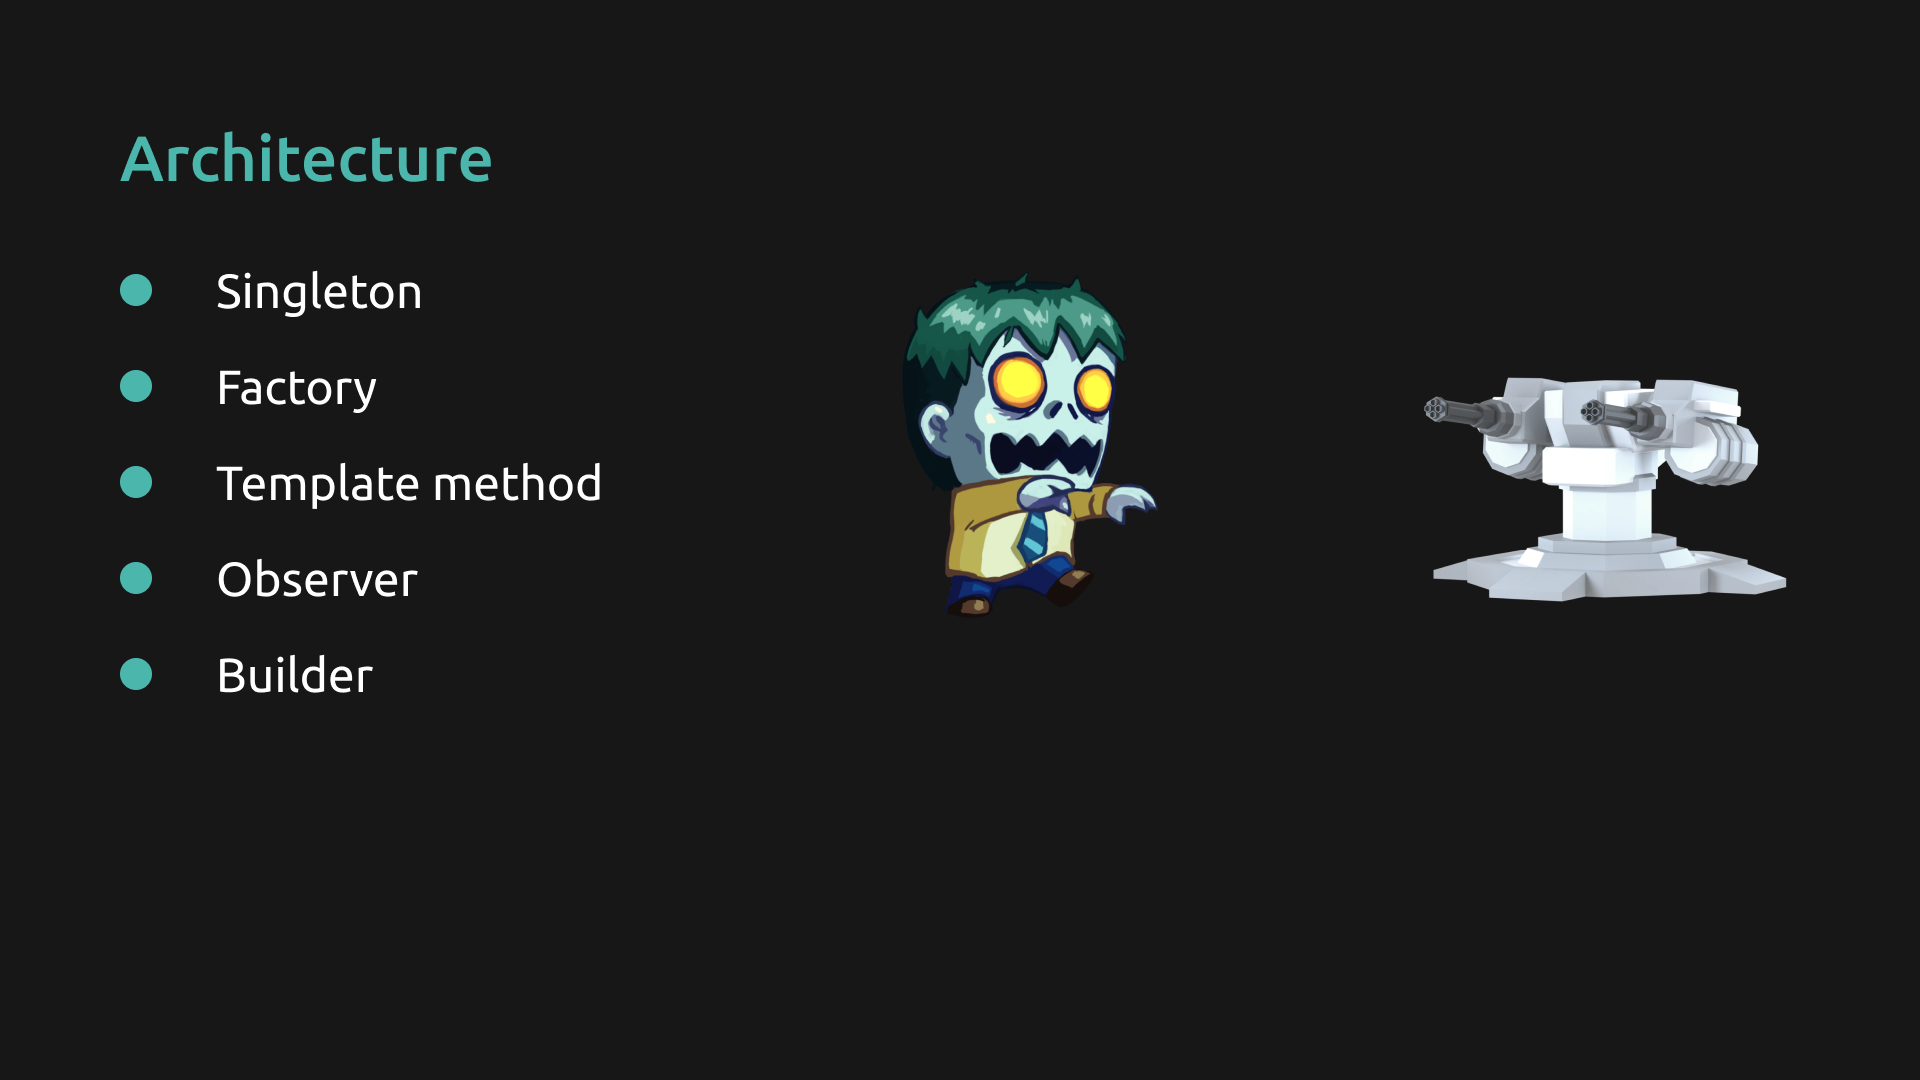 Architecture
Singleton
Factory
Template method
Observer
Builder